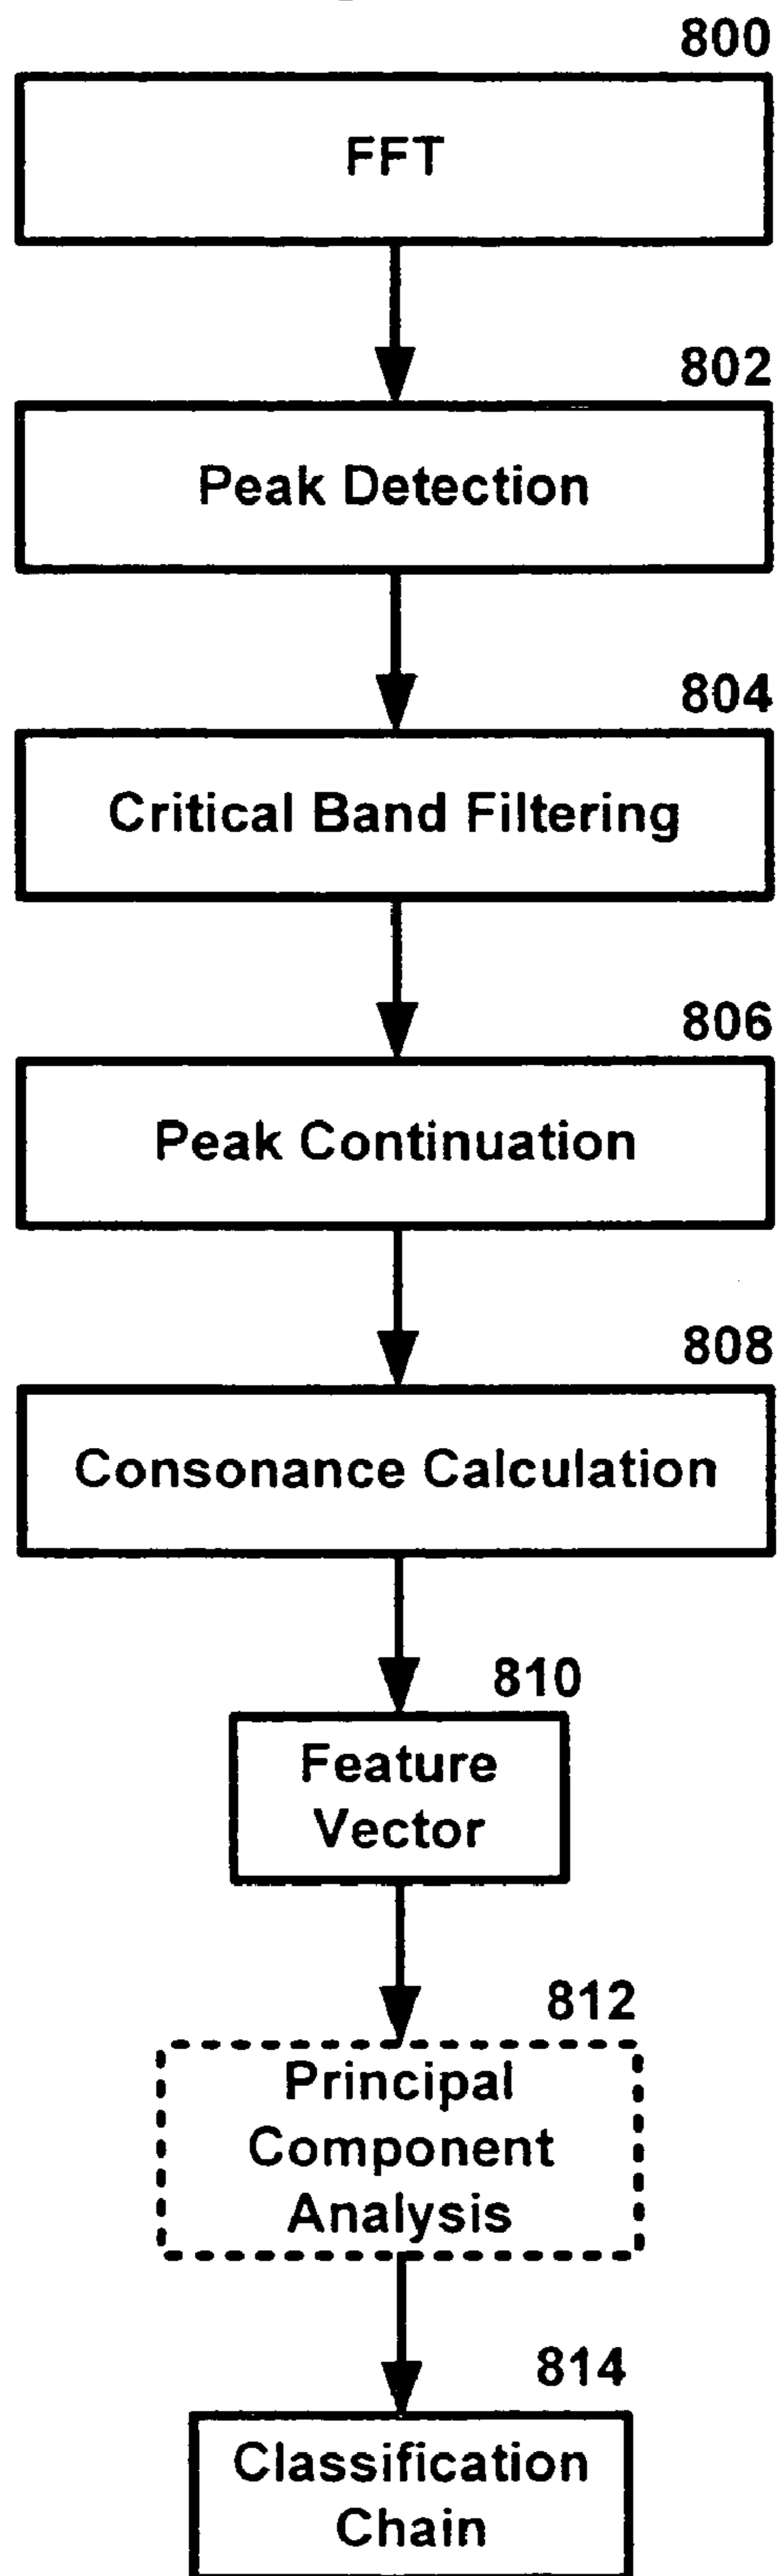 800
FFT
802
Peak Detection
804
Critical Band Filtering
806
Peak Continuation
808
Consonance Calculation
810
Feature
Vector
812
Principal
Component
Analysis
814
Classification
Chain